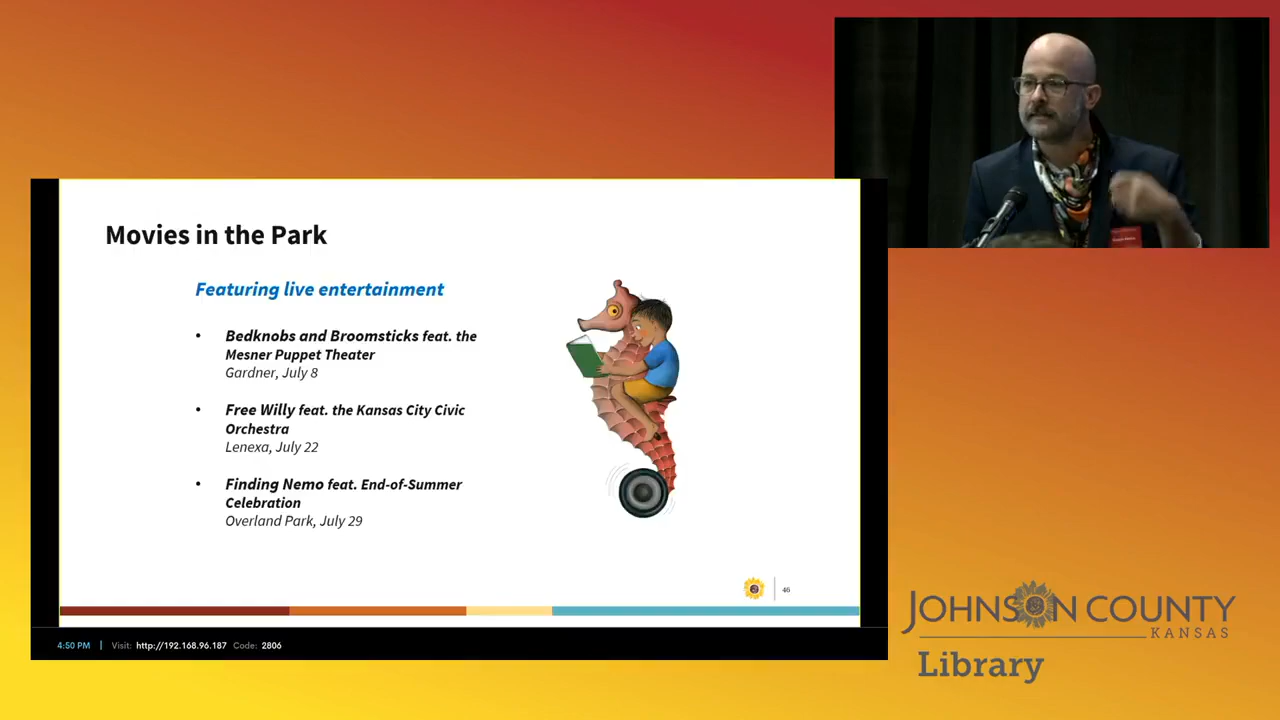 Movies in the Park
Featuring live entertainment
• Bedknobs and Broomsticks feat. the
Mesner Puppet Theater
Gardner, July 8
• Free Willy feat. the Kansas City Civic
Orchestra
Lenexa, July 22
• Finding Nemo feat. End-of-Summer
Celebration
Overland Park, July 29
46
4:50 PM | Visit: http://192.168.96.187 Code: 2806
JOHNSON COUNTY
KANSAS
Library